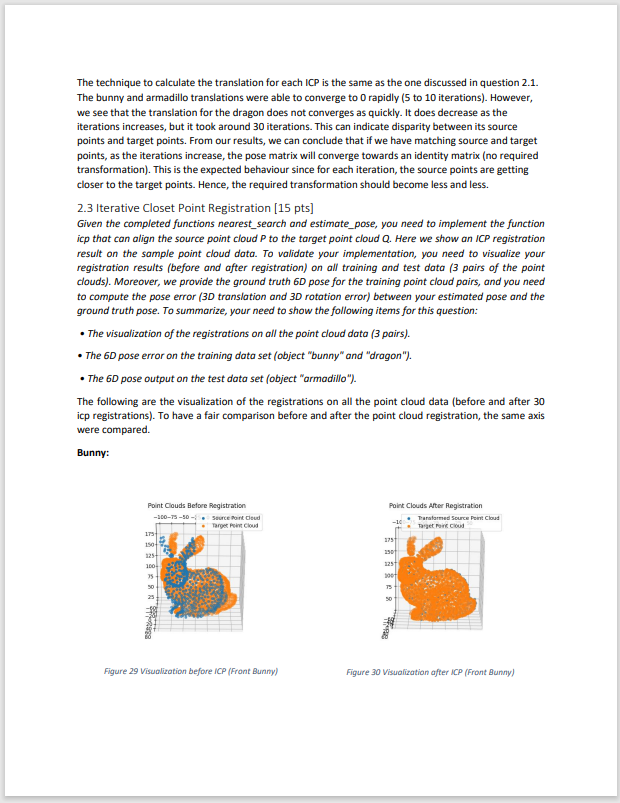 The technique to calculate the translation for each ICP is the same as the one discussed in question 2.1.
The bunny and armadillo translations were able to converge to 0 rapidly (5 to 10 iterations). However,
we see that the translation for the dragon does not converges as quickly. It does decrease as the
iterations increases, but it took around 30 iterations. This can indicate disparity between its source
points and target points. From our results, we can conclude that if we have matching source and target
points, as the iterations increase, the pose matrix will converge towards an identity matrix (no required
transformation). This is the expected behaviour since for each iteration, the source points are getting
closer to the target points. Hence, the required transformation should become less and less.
2.3 Iterative Closet Point Registration [15 pts]
Given the completed functions nearest_search and estimate_pose, you need to implement the function
icp that can align the source point cloud P to the target point cloud Q. Here we show an ICP registration
result on the sample point cloud data. To validate your implementation, you need to visualize your
registration results (before and after registration) on all training and test data (3 pairs of the point
clouds). Moreover, we provide the ground truth 6D pose for the training point cloud pairs, and you need
to compute the pose error (3D translation and 3D rotation error) between your estimated pose and the
ground truth pose. To summarize, your need to show the following items for this question:
• The visualization of the registrations on all the point cloud data (3 pairs).
• The 6D pose error on the training data set (object "bunny" and "dragon").
• The 6D pose output on the test data set (object "armadillo").
The following are the visualization of the registrations on all the point cloud data (before and after 30
icp registrations). To have a fair comparison before and after the point cloud registration, the same axis
were compared.
Bunny:
Point Clouds Before Registration
−100−75 −50
Source Point Cloud
Target Point Cloud
175
150
125
100
75
50
25
Figure 29 Visualization before ICP (Front Bunny)
Point Clouds After Registration
Transformed Source Point Cloud
Target Point Cloud
175
150
125
100
75
50
Figure 30 Visualization after ICP (Front Bunny)